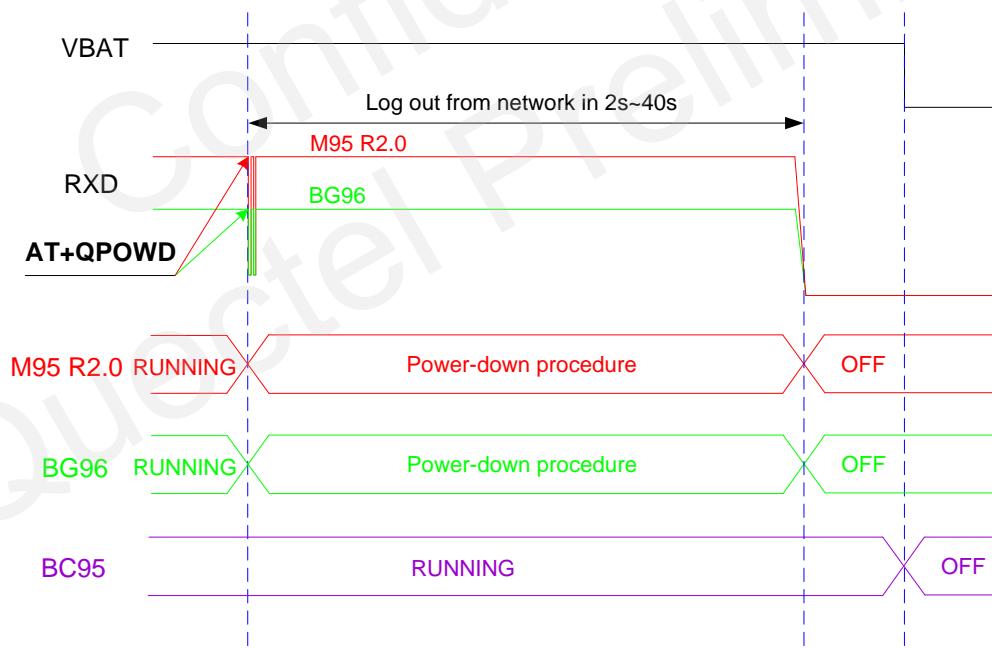 VBAT
Log out from network in 2s~40s
M95 R2.0
RXD
BG96
AT+QPOWD
M95 R2.0 RUNNING Power-down procedure OFF
BG96 RUNNING Power-down procedure OFF
BC95 RUNNING OFF
Quectel